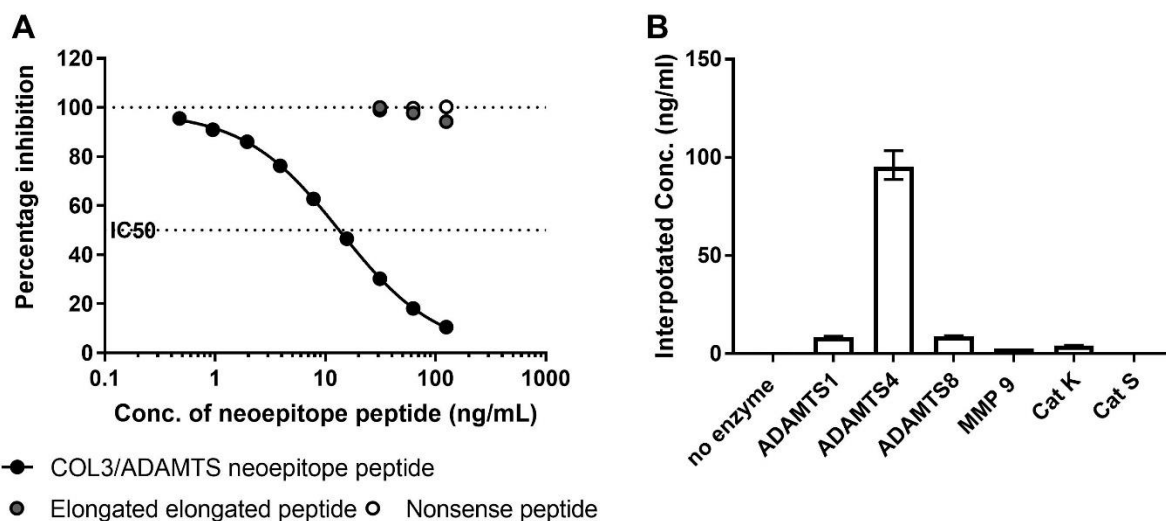 A
Percentage inhibition
120
100
80
60
40
20
0
IC50
0.1 1 10 100 1000
Conc. of neoepitope peptide (ng/mL)
COL3/ADAMTS neoepitope peptide
Elongated elongated peptide Nonsense peptide
B
Interpotated Conc. (ng/ml)
150
100
50
0
no enzyme
ADAMTS1
ADAMTS4
ADAMTS8
MMP 9
Cat K
Cat S